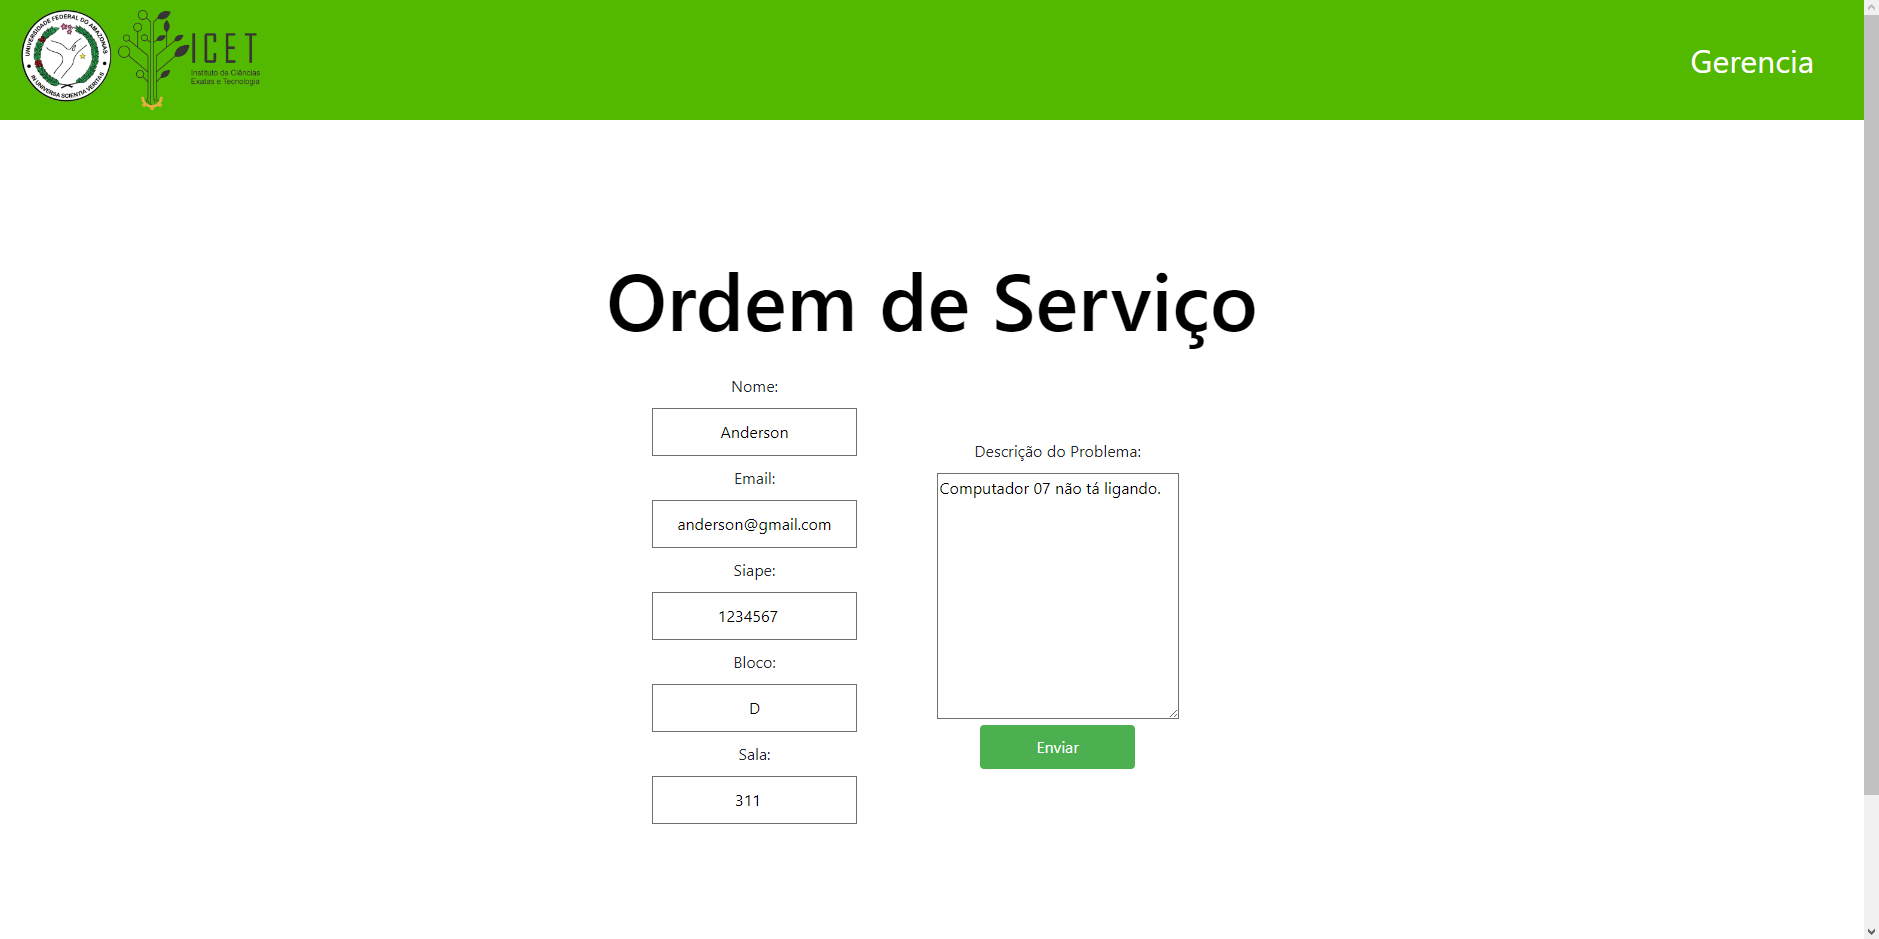 UNIVERSIDADE FEDERAL DO AMAZONAS
IN UNIVERSA SCIENTIA VERITAS
ICET
Instituto de Ciências
Exatas e Tecnologia
Gerencia
Ordem de Serviço
Nome:
Anderson
Email:
anderson@gmail.com
Siape:
1234567
Bloco:
D
Sala:
311
Descrição do Problema:
Computador 07 não tá ligando.
Enviar